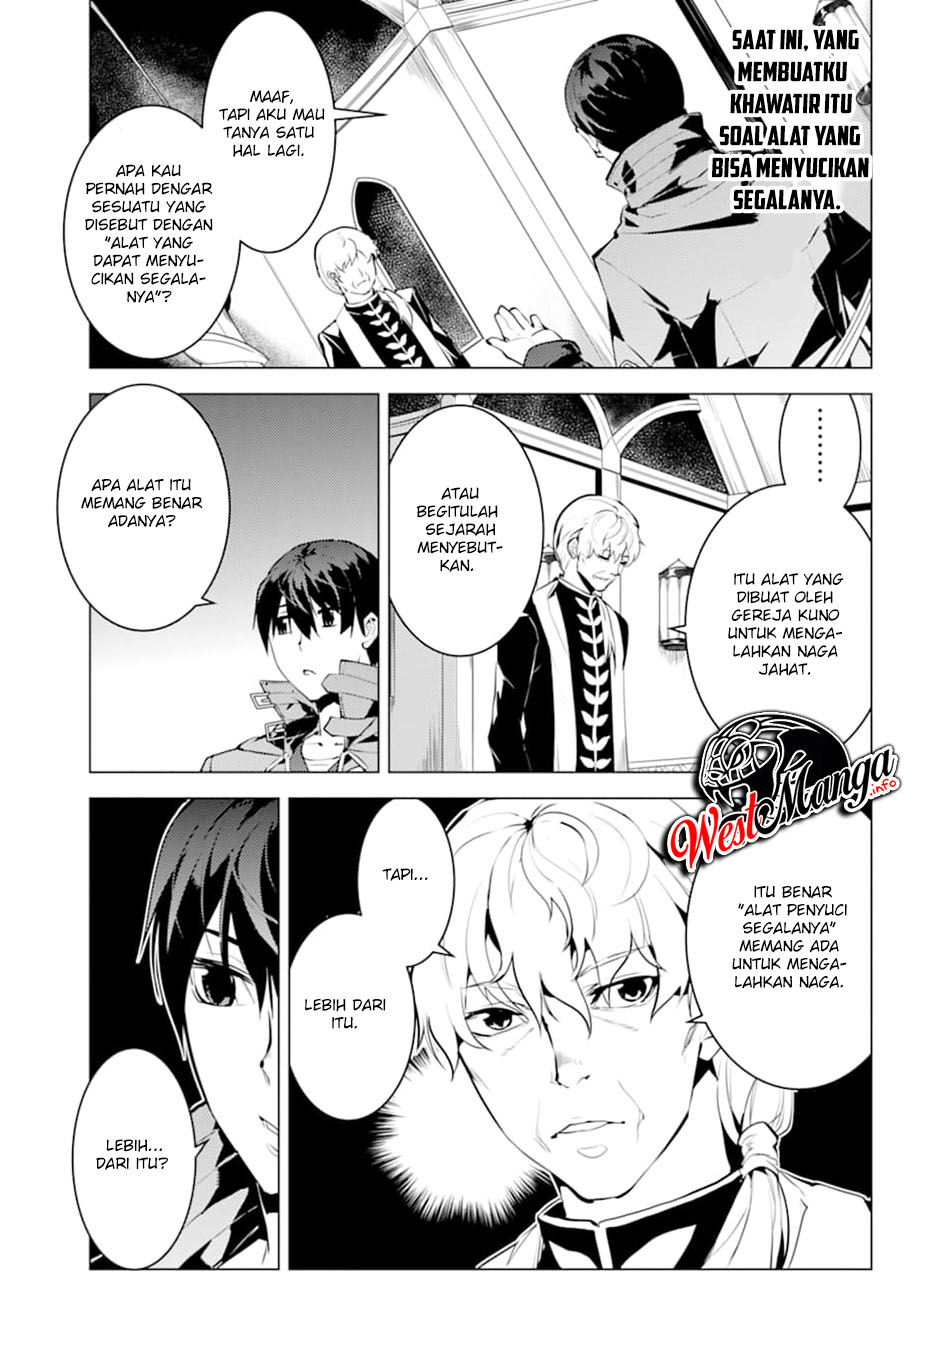 SAAT INI, YANG
MEMBUATKU
KHAWATIR ITU
SOAL ALAT YANG
BISA MENYUCIKAN
SEGALANYA.
MAAF,
TAPI AKU MAU
TANYA SATU
HAL LAGI.
APA KAU
PERNAH DENGAR
SESUATU YANG
DISEBUT DENGAN
"ALAT YANG
DAPAT MENYU-
CIKAN SEGALA-
NYA"?
.........
ITU ALAT YANG
DIBUAT OLEH
GEREJA KUNO
UNTUK MENGA-
LAHKAN NAGA
JAHAT.
ATAU
BEGITULAH
SEJARAH
MENYEBUT-
KAN.
APA ALAT ITU
MEMANG BENAR
ADANYA?
WestManga
.info
ITU BENAR
"ALAT PENYUCI
SEGALANYA"
MEMANG ADA
UNTUK MENGA-
LAHKAN NAGA.
TAPI...
LEBIH DARI
ITU.
LEBIH...
DARI ITU?